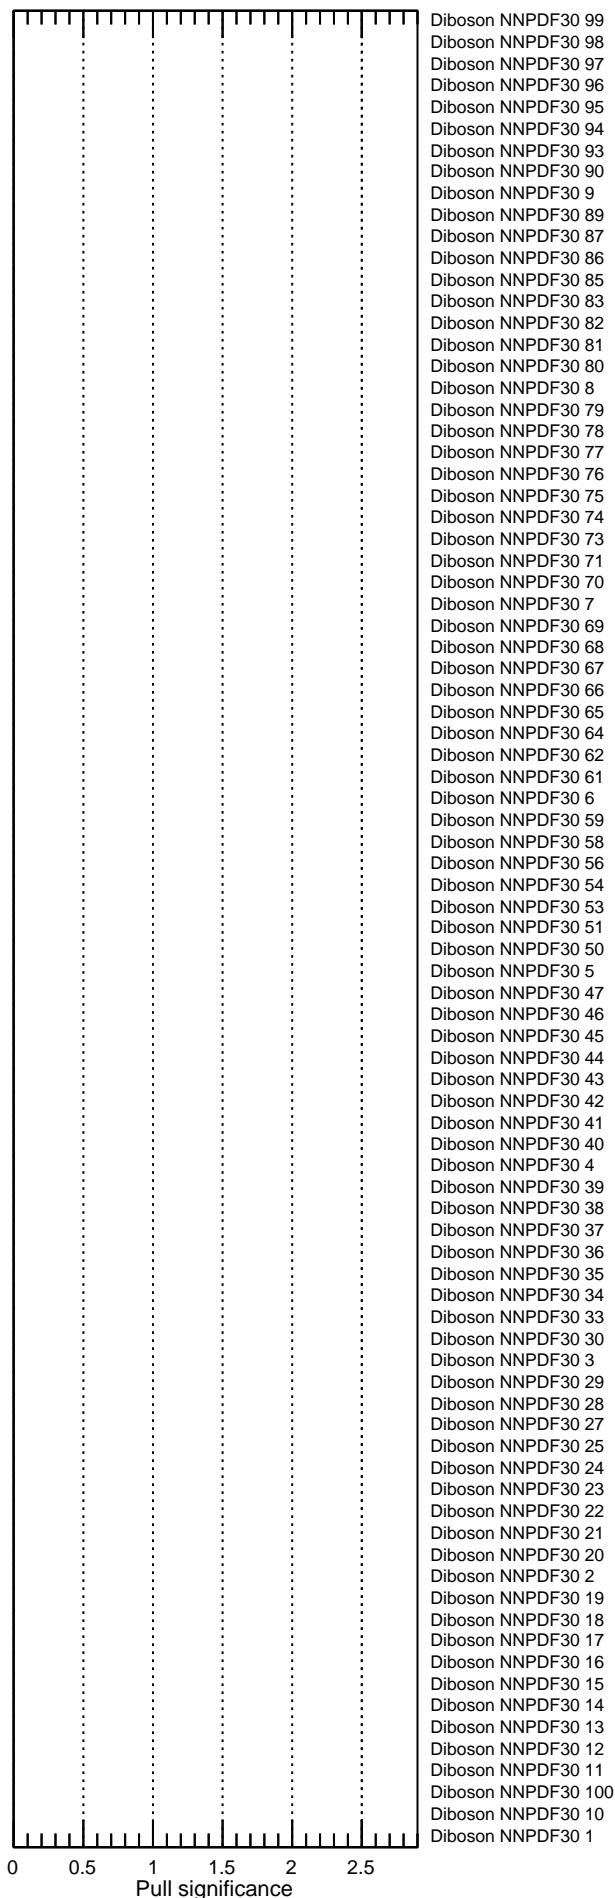 Diboson NNPDF30 99
Diboson NNPDF30 98
Diboson NNPDF30 97
Diboson NNPDF30 96
Diboson NNPDF30 95
Diboson NNPDF30 94
Diboson NNPDF30 93
Diboson NNPDF30 90
Diboson NNPDF30 9
Diboson NNPDF30 89
Diboson NNPDF30 87
Diboson NNPDF30 86
Diboson NNPDF30 85
Diboson NNPDF30 83
Diboson NNPDF30 82
Diboson NNPDF30 81
Diboson NNPDF30 80
Diboson NNPDF30 8
Diboson NNPDF30 79
Diboson NNPDF30 78
Diboson NNPDF30 77
Diboson NNPDF30 76
Diboson NNPDF30 75
Diboson NNPDF30 74
Diboson NNPDF30 73
Diboson NNPDF30 71
Diboson NNPDF30 70
Diboson NNPDF30 7
Diboson NNPDF30 69
Diboson NNPDF30 68
Diboson NNPDF30 67
Diboson NNPDF30 66
Diboson NNPDF30 65
Diboson NNPDF30 64
Diboson NNPDF30 62
Diboson NNPDF30 61
Diboson NNPDF30 6
Diboson NNPDF30 59
Diboson NNPDF30 58
Diboson NNPDF30 56
Diboson NNPDF30 54
Diboson NNPDF30 53
Diboson NNPDF30 51
Diboson NNPDF30 50
Diboson NNPDF30 5
Diboson NNPDF30 47
Diboson NNPDF30 46
Diboson NNPDF30 45
Diboson NNPDF30 44
Diboson NNPDF30 43
Diboson NNPDF30 42
Diboson NNPDF30 41
Diboson NNPDF30 40
Diboson NNPDF30 4
Diboson NNPDF30 39
Diboson NNPDF30 38
Diboson NNPDF30 37
Diboson NNPDF30 36
Diboson NNPDF30 35
Diboson NNPDF30 34
Diboson NNPDF30 33
Diboson NNPDF30 30
Diboson NNPDF30 3
Diboson NNPDF30 29
Diboson NNPDF30 28
Diboson NNPDF30 27
Diboson NNPDF30 25
Diboson NNPDF30 24
Diboson NNPDF30 23
Diboson NNPDF30 22
Diboson NNPDF30 21
Diboson NNPDF30 20
Diboson NNPDF30 2
Diboson NNPDF30 19
Diboson NNPDF30 18
Diboson NNPDF30 17
Diboson NNPDF30 16
Diboson NNPDF30 15
Diboson NNPDF30 14
Diboson NNPDF30 13
Diboson NNPDF30 12
Diboson NNPDF30 11
Diboson NNPDF30 100
Diboson NNPDF30 10
Diboson NNPDF30 1
0 0.5 1 1.5 2 2.5
Pull significance